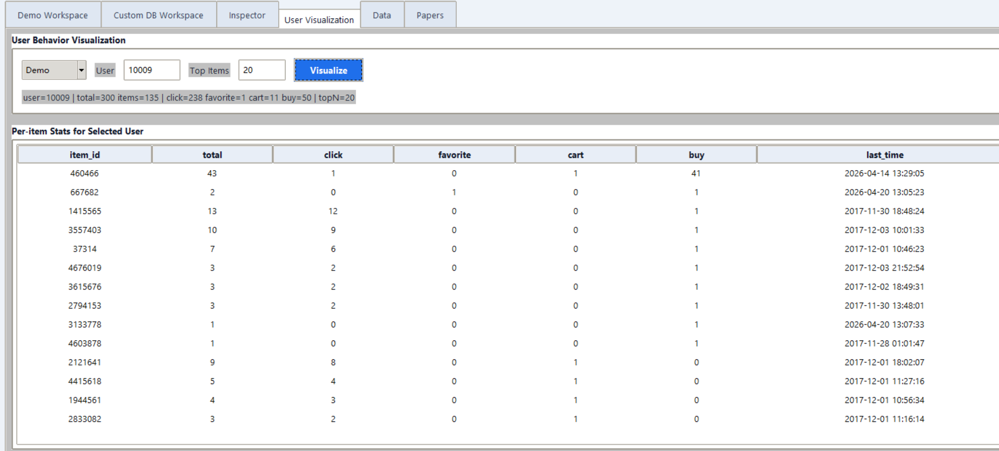 Demo Workspace Custom DB Workspace Inspector User Visualization Data Papers
User Behavior Visualization
Demo User 10009 Top Items 20 Visualize
user=10009 | total=300 items=135 | click=238 favorite=1 cart=11 buy=50 | topN=20
Per-item Stats for Selected User
item_id total click favorite cart buy last_time
460466 43 1 0 1 41 2026-04-14 13:29:05
667682 2 0 1 0 1 2026-04-20 13:05:23
1415565 13 12 0 0 1 2017-11-30 18:48:24
3557403 10 9 0 0 1 2017-12-03 10:01:33
37314 7 6 0 0 1 2017-12-01 10:46:23
4676019 3 2 0 0 1 2017-12-03 21:52:54
3615676 3 2 0 0 1 2017-12-02 18:49:31
2794153 3 2 0 0 1 2017-11-30 13:48:01
3133778 1 0 0 0 1 2026-04-20 13:07:33
4603878 1 0 0 0 1 2017-11-28 01:01:47
2121641 9 8 0 1 0 2017-12-01 18:02:07
4415618 5 4 0 1 0 2017-12-01 11:27:16
1944561 4 3 0 1 0 2017-12-01 10:56:34
2833082 3 2 0 1 0 2017-12-01 11:16:14